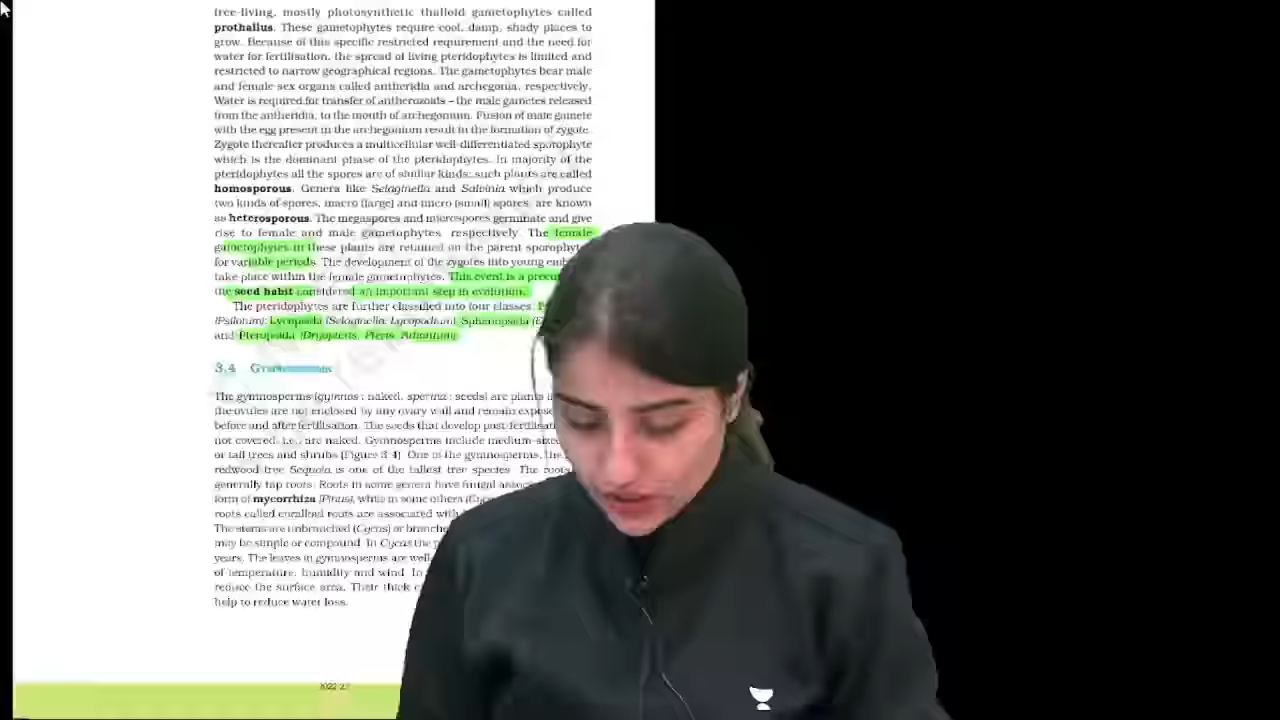 free-living, mostly photosynthetic thalloid gametophytes called
prothallus. These gametophytes require cool, damp, shady places to
grow. Because of this specific restricted requirement and the need for
water for fertilisation, the spread of living pteridophytes is limited and
restricted to narrow geographical regions. The gametophytes bear male
and female sex organs called antheridia and archegonia, respectively.
Water is required for transfer of antherozoids – the male gametes released
from the antheridia, to the mouth of archegonium. Fusion of male gamete
with the egg present in the archegonium result in the formation of zygote.
Zygote thereafter produces a multicellular well-differentiated sporophyte
which is the dominant phase of the pteridophytes. In majority of the
pteridophytes all the spores are of similar kinds; such plants are called
homosporous. Genera like Selaginella and Salvinia which produce
two kinds of spores, macro (large) and micro (small) spores, are known
as heterosporous. The megaspores and microspores germinate and give
rise to female and male gametophytes, respectively. The female
gametophytes in these plants are retained on the parent sporophyte
for variable periods. The development of the zygotes into young
take place within the female gametophytes. This event is a
the seed habit considered an important step in evolution.
The pteridophytes are further classified into four classes:
(Psilotum); Lycopsida (Selaginella, Lycopodium), Sphenopsida
and Pteropsida (Dryopteris, Pteris, Adiantum).
3.4 Gymnosperms
The gymnosperms (gymnos : naked, sperma : seeds) are plants
the ovules are not enclosed by any ovary wall and remain
before and after fertilisation. The seeds that develop post-fertilisation
not covered, i.e., are naked. Gymnosperms include medium-sized
or tall trees and shrubs (Figure 3.4). One of the gymnosperms, the
redwood tree Sequoia is one of the tallest tree species. The roots
generally tap roots. Roots in some genera have fungal
form of mycorrhiza (Pinus), while in some others
roots called coralloid roots are associated with
The stems are unbranched (Cycas) or
may be simple or compound. In Cycas the
years. The leaves in gymnosperms are
of temperature, humidity and wind. In
reduce the surface area. Their thick
help to reduce water loss.
2022-23